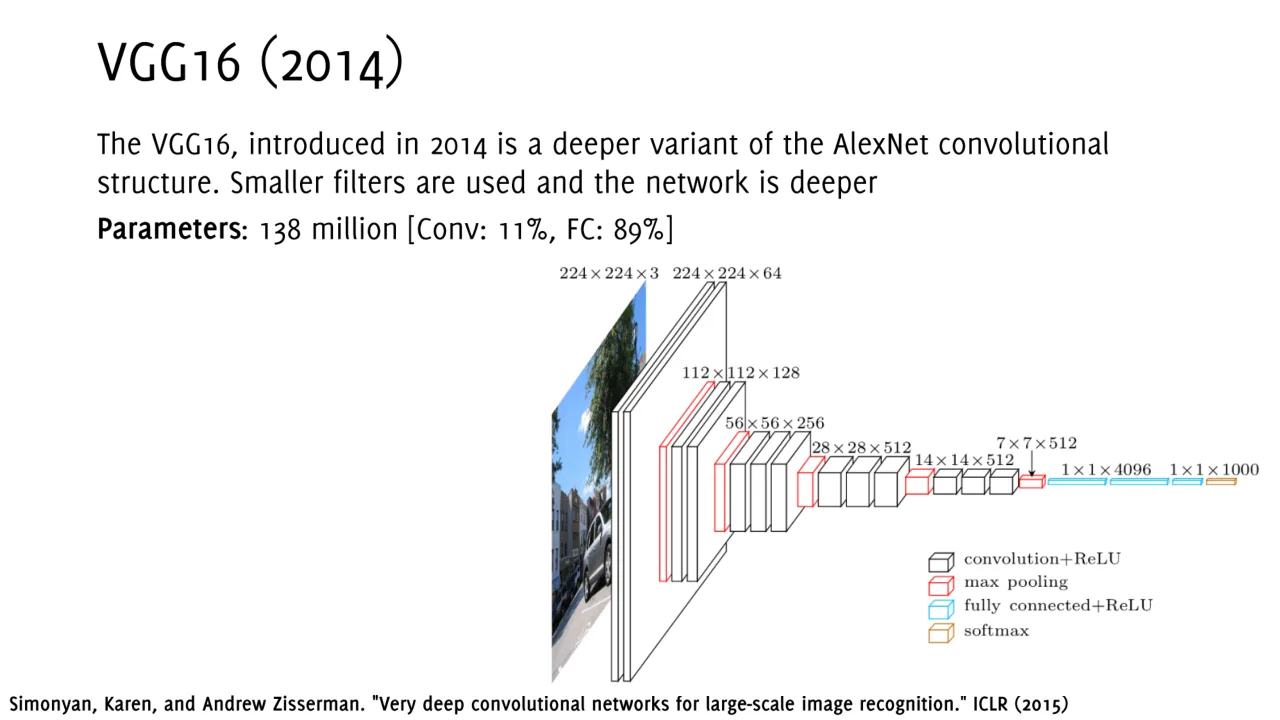 VGG16 (2014)
The VGG16, introduced in 2014 is a deeper variant of the AlexNet convolutional
structure. Smaller filters are used and the network is deeper
Parameters: 138 million [Conv: 11%, FC: 89%]
224×224×3 224×224×64
112×112×128
56×56×256
28×28×512
14×14×512
7×7×512
1×1×4096 1×1×1000
convolution+ReLU
max pooling
fully connected+ReLU
softmax
Simonyan, Karen, and Andrew Zisserman. "Very deep convolutional networks for large-scale image recognition." ICLR (2015)